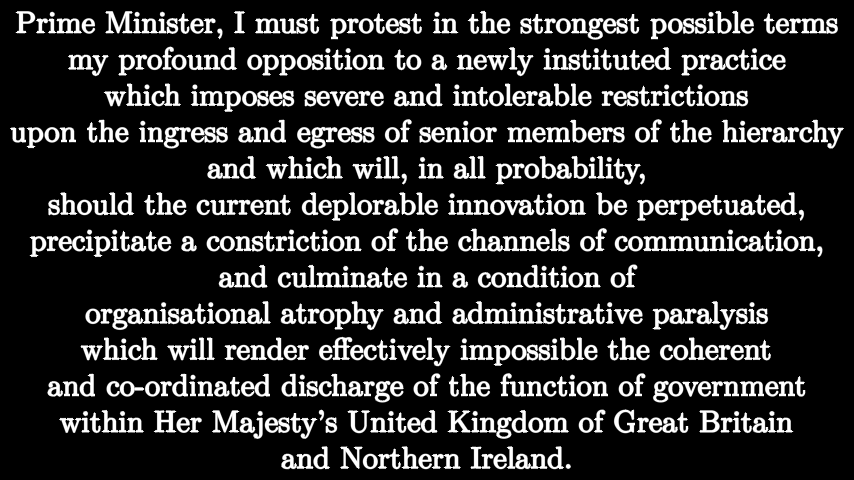 Prime Minister, I must protest in the strongest possible terms
my profound opposition to a newly instituted practice
which imposes severe and intolerable restrictions
upon the ingress and egress of senior members of the hierarchy
and which will, in all probability,
should the current deplorable innovation be perpetuated,
precipitate a constriction of the channels of communication,
and culminate in a condition of
organisational atrophy and administrative paralysis
which will render effectively impossible the coherent
and co-ordinated discharge of the function of government
within Her Majesty's United Kingdom of Great Britain
and Northern Ireland.